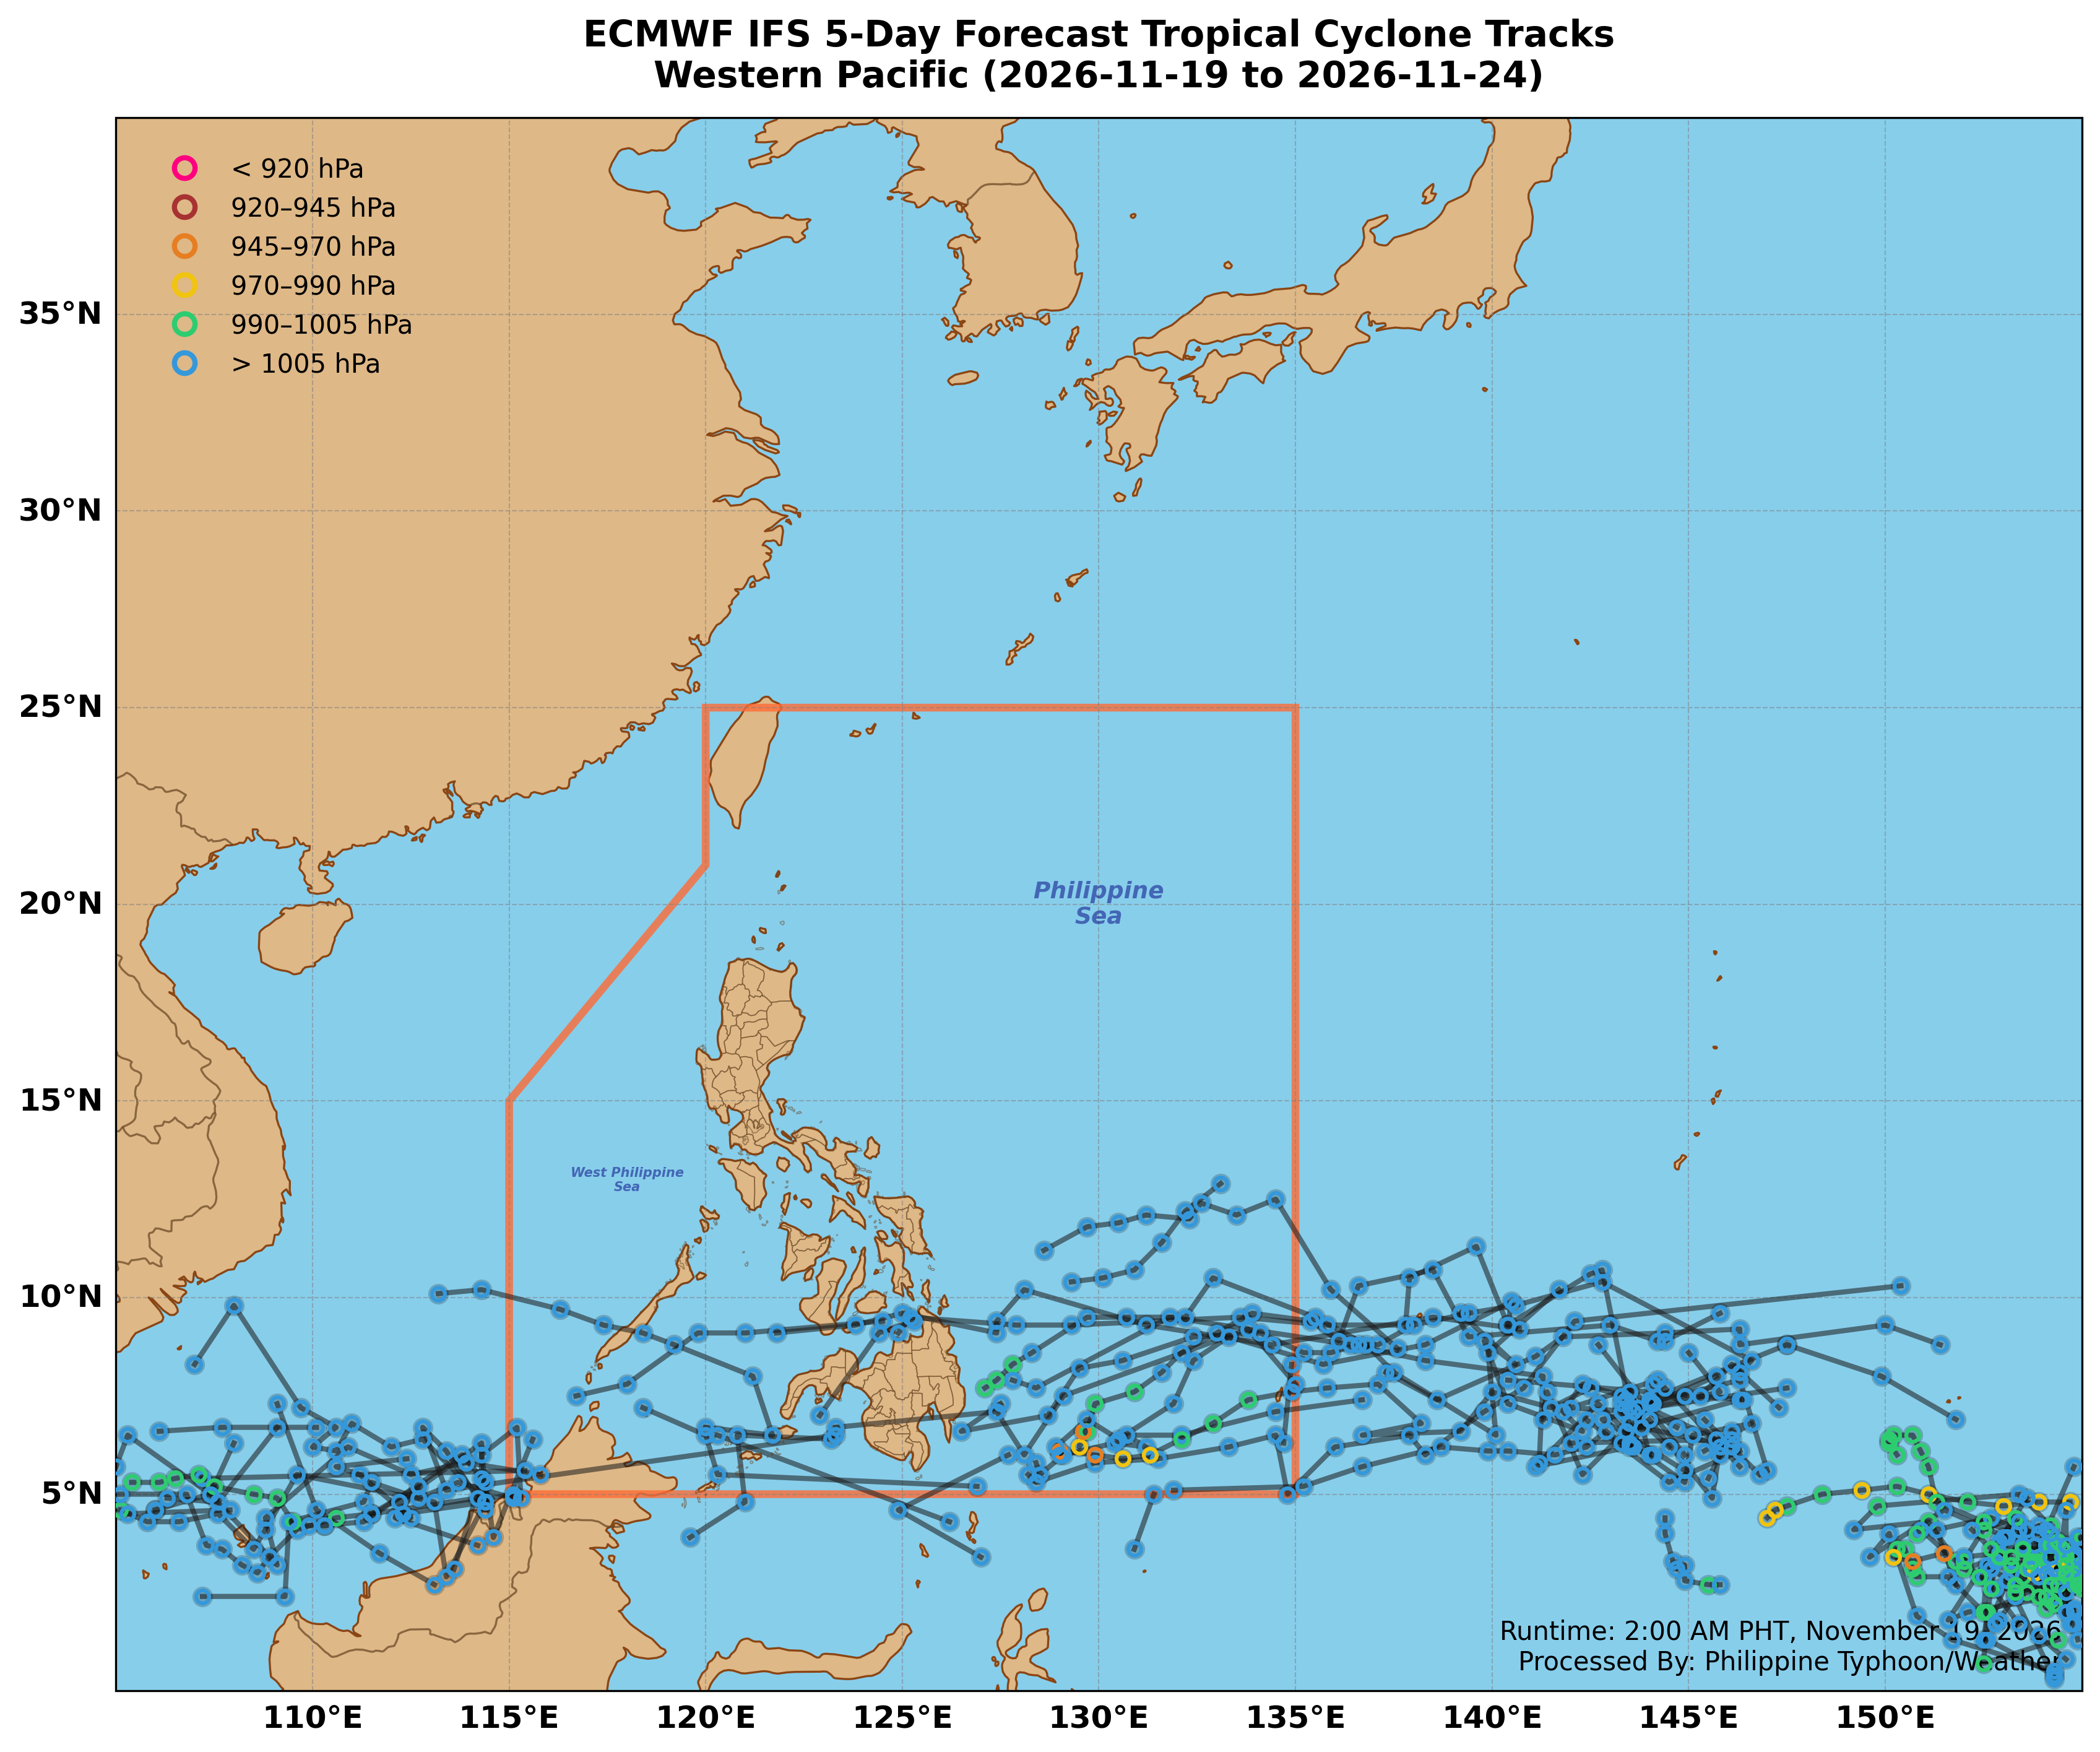 ECMWF IFS 5-Day Forecast Tropical Cyclone Tracks
Western Pacific (2026-11-19 to 2026-11-24)
< 920 hPa
920–945 hPa
945–970 hPa
970–990 hPa
990–1005 hPa
> 1005 hPa
35°N
30°N
25°N
20°N
15°N
10°N
5°N
Philippine
Sea
West Philippine
Sea
Runtime: 2:00 AM PHT, November 19, 2026
Processed By: Philippine Typhoon/Weather
110°E
115°E
120°E
125°E
130°E
135°E
140°E
145°E
150°E